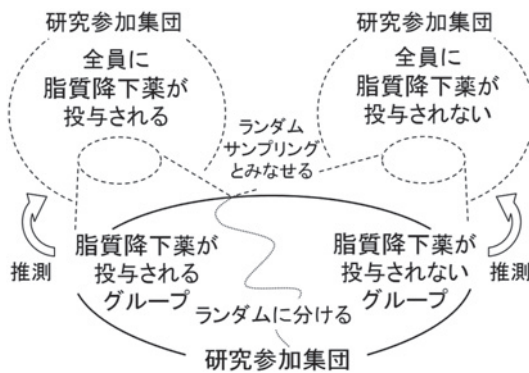 研究参加集団
全員に
脂質降下薬が
投与される
研究参加集団
全員に
脂質降下薬が
投与されない
ランダム
サンプリング
とみなせる
推測
脂質降下薬が
投与される
グループ
脂質降下薬が
投与されない
グループ
推測
ランダムに分ける
研究参加集団